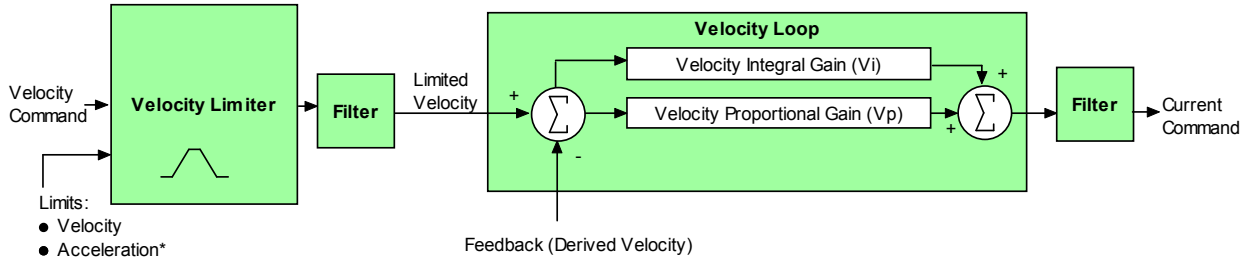 Velocity
Command
Limits:
● Velocity
● Acceleration*
Velocity Limiter
Filter
Limited
Velocity
Velocity Loop
+
-
Σ
Velocity Integral Gain (Vi)
Velocity Proportional Gain (Vp)
+
+
Σ
Feedback (Derived Velocity)
Filter
Current
Command